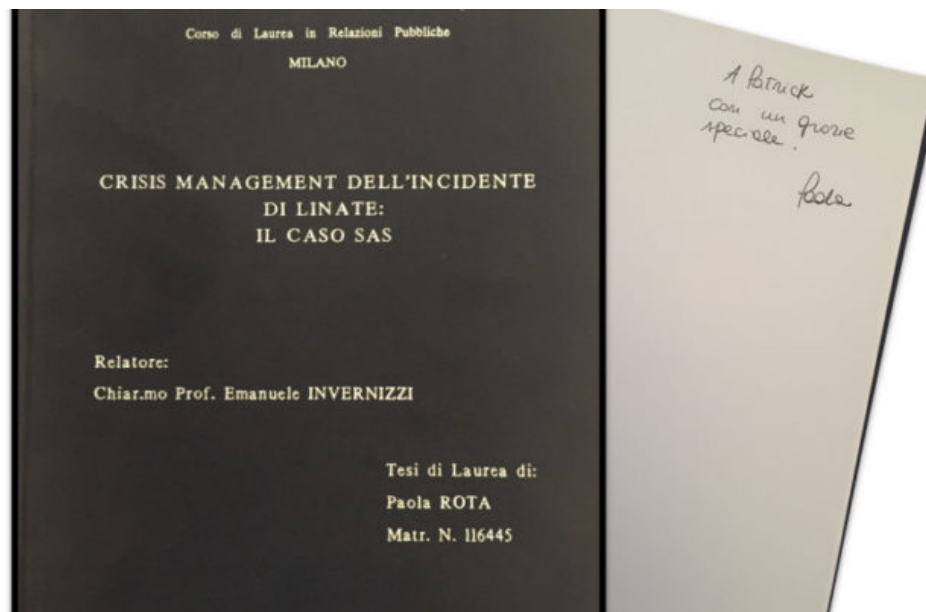 Corso di Laurea in Relazioni Pubbliche
MILANO
CRISIS MANAGEMENT DELL'INCIDENTE
DI LINATE:
IL CASO SAS
Relatore:
Chiar.mo Prof. Emanuele INVERNIZZI
Tesi di Laurea di:
Paola ROTA
Matr. N. 116445
A Patrick
con un grazie
speciale.
Paola